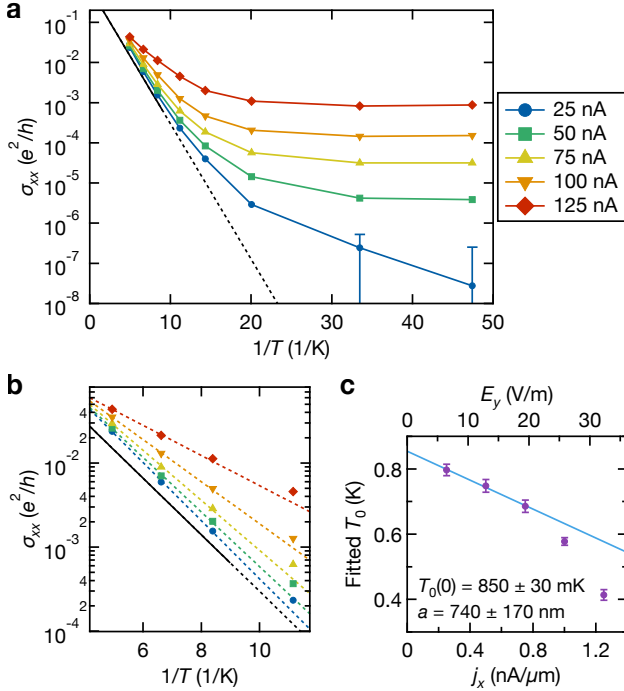 a
10⁻¹
10⁻²
10⁻³
10⁻⁴
10⁻⁵
10⁻⁶
10⁻⁷
10⁻⁸
σxx (e²/h)
0 10 20 30 40 50
1/T (1/K)
25 nA
50 nA
75 nA
100 nA
125 nA
b
4
2
10⁻²
6
4
2
10⁻³
6
4
2
10⁻⁴
σxx (e²/h)
6 8 10
1/T (1/K)
c
Ey (V/m)
0 10 20 30
0.8
0.6
0.4
Fitted T₀ (K)
T₀(0) = 850 ± 30 mK
a = 740 ± 170 nm
0 0.4 0.8 1.2
jx (nA/µm)